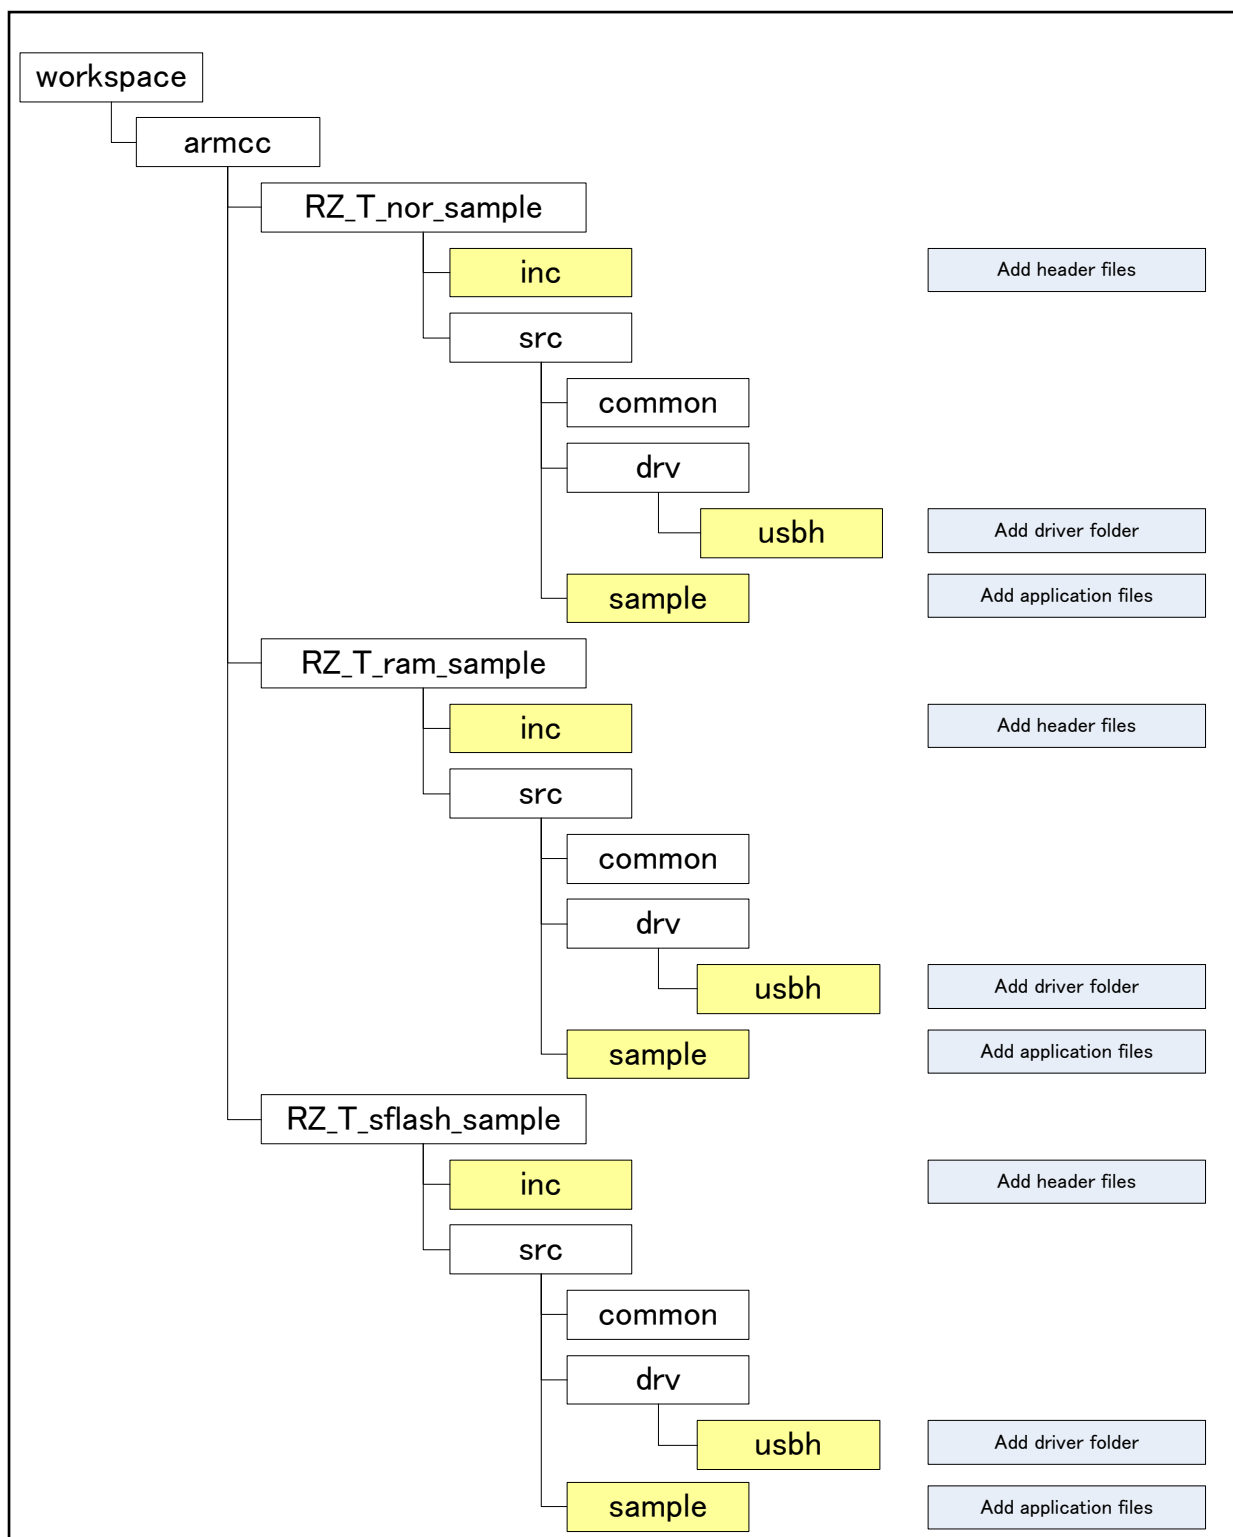 workspace
armcc
RZ_T_nor_sample
inc
Add header files
src
common
drv
usbh
Add driver folder
sample
Add application files
RZ_T_ram_sample
inc
Add header files
src
common
drv
usbh
Add driver folder
sample
Add application files
RZ_T_sflash_sample
inc
Add header files
src
common
drv
usbh
Add driver folder
sample
Add application files